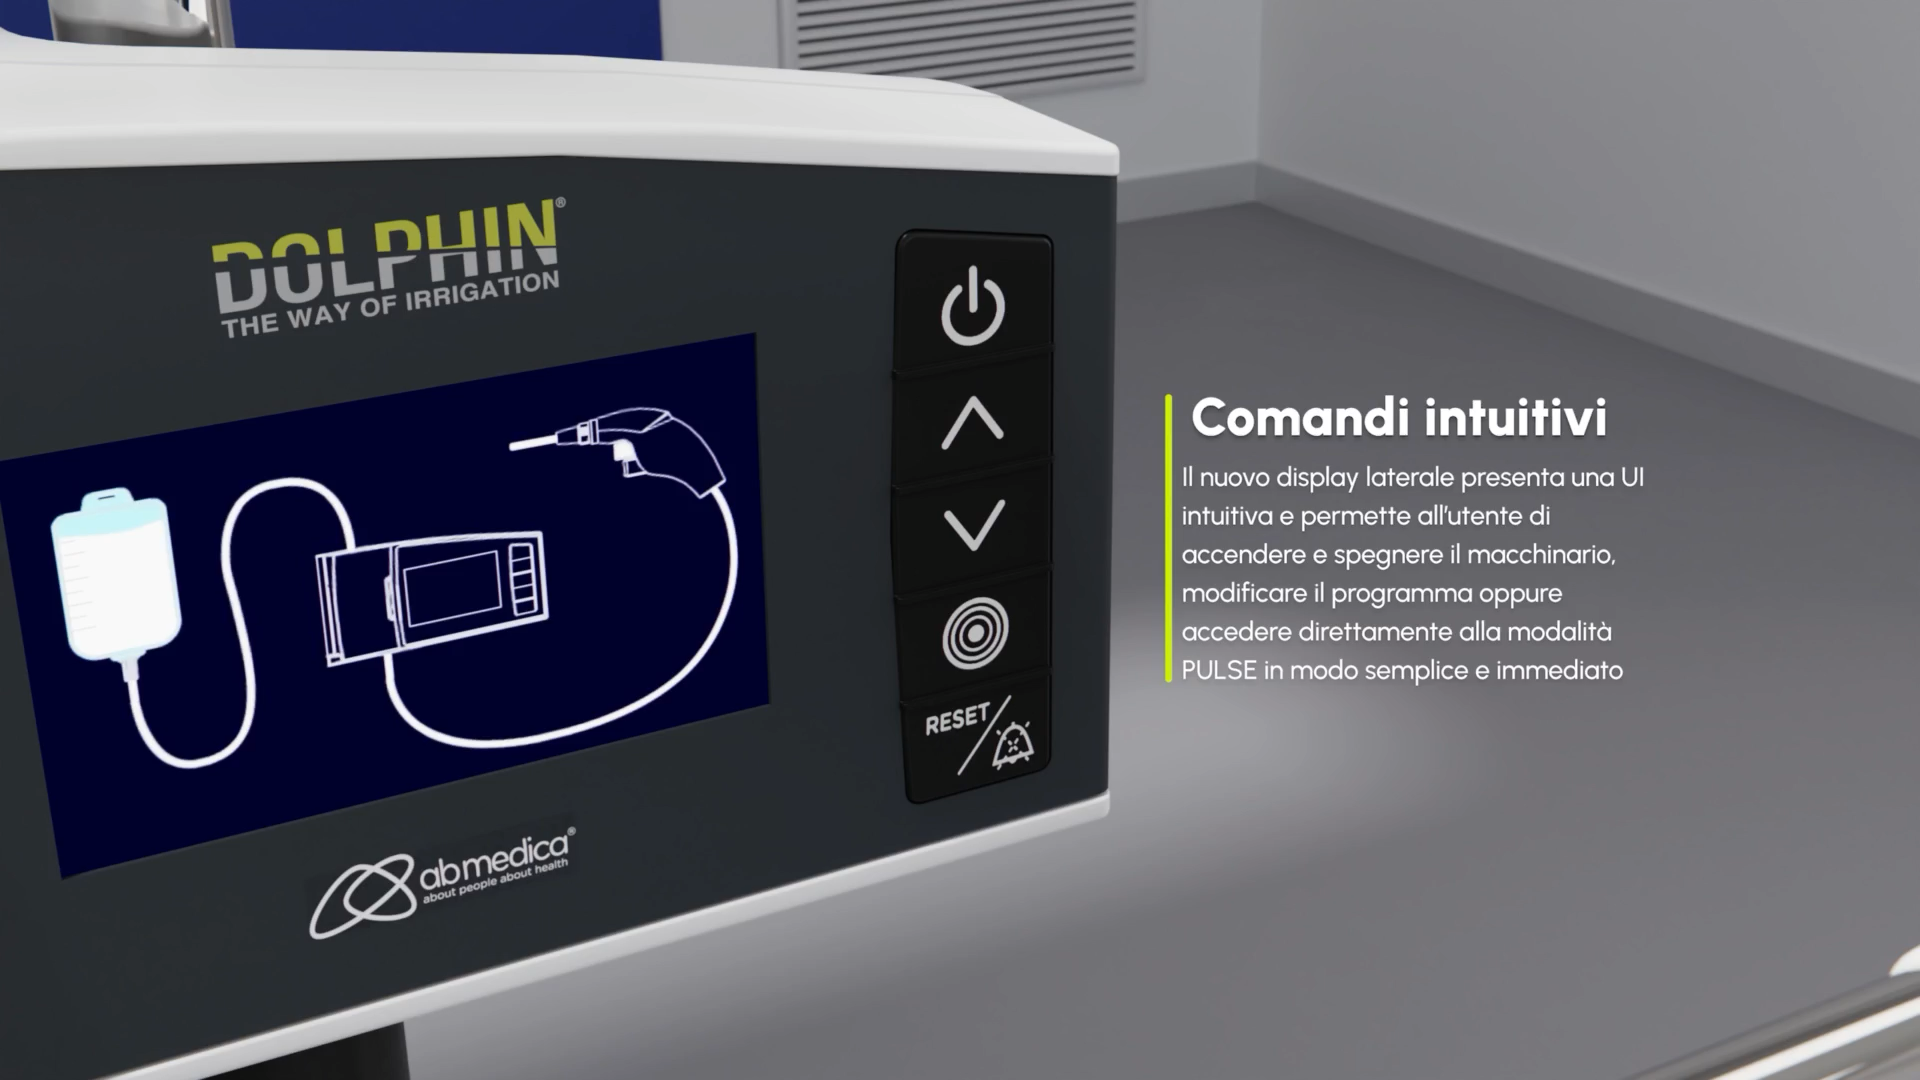 DOLPHIN®
THE WAY OF IRRIGATION
RESET
abmedica®
about people about health
Comandi intuitivi
Il nuovo display laterale presenta una UI
intuitiva e permette all'utente di
accendere e spegnere il macchinario,
modificare il programma oppure
accedere direttamente alla modalità
PULSE in modo semplice e immediato